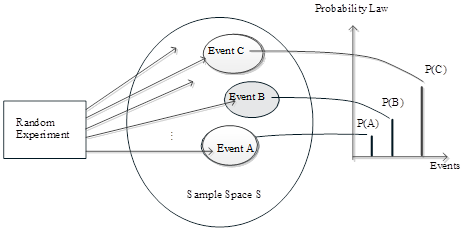 Probability Law
Event C
P(C)
Event B
P(B)
P(A)
Random
Experiment
Event A
Events
Sample Space S